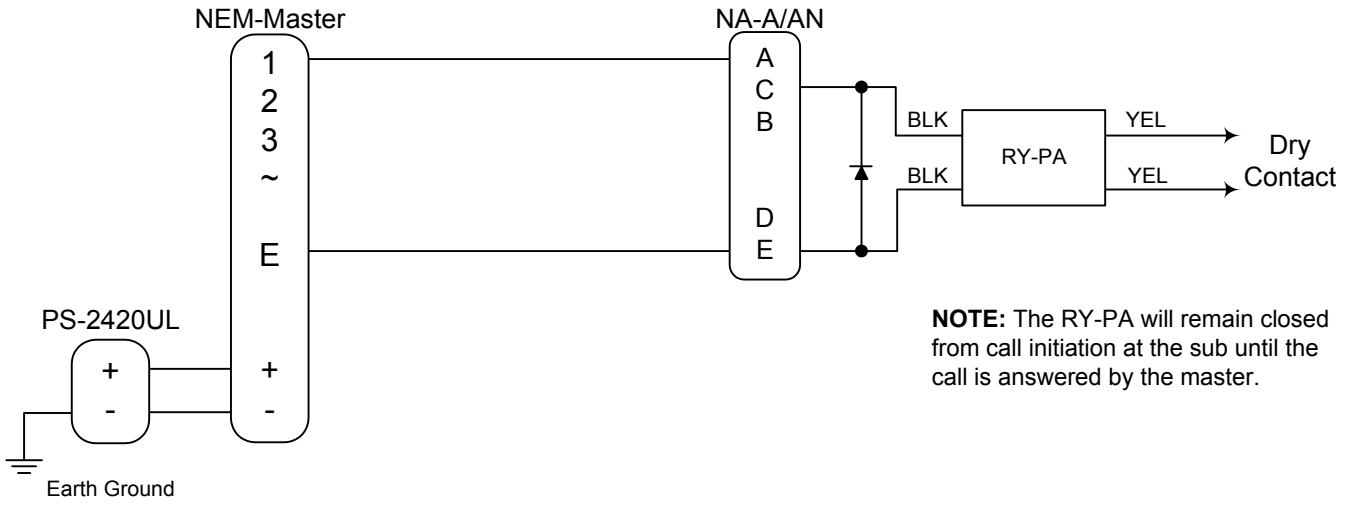 NEM-Master
1
2
3
~
E
+
-
NA-A/AN
A
C
B
D
E
BLK
BLK
RY-PA
YEL
YEL
Dry
Contact
PS-2420UL
+
-
Earth Ground
NOTE: The RY-PA will remain closed
from call initiation at the sub until the
call is answered by the master.